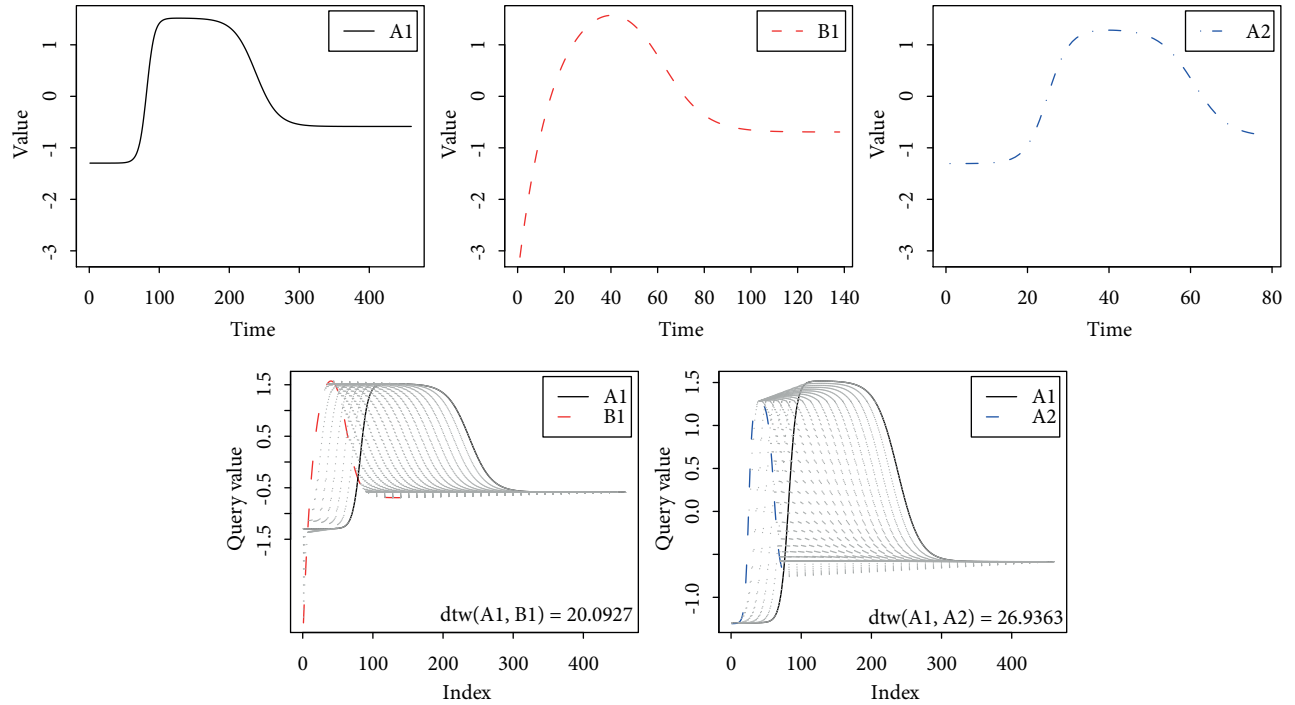 A1
B1
A2
Value
1
0
-1
-2
-3
0 100 200 300 400
Time
Value
1
0
-1
-2
-3
0 20 40 60 80 100 120 140
Time
Value
1
0
-1
-2
-3
0 20 40 60 80
Time
A1
B1
Query value
1.5
0.5
-0.5
-1.5
dtw(A1, B1) = 20.0927
0 100 200 300 400
Index
A1
A2
Query value
1.5
1.0
0.5
0.0
-1.0
dtw(A1, A2) = 26.9363
0 100 200 300 400
Index